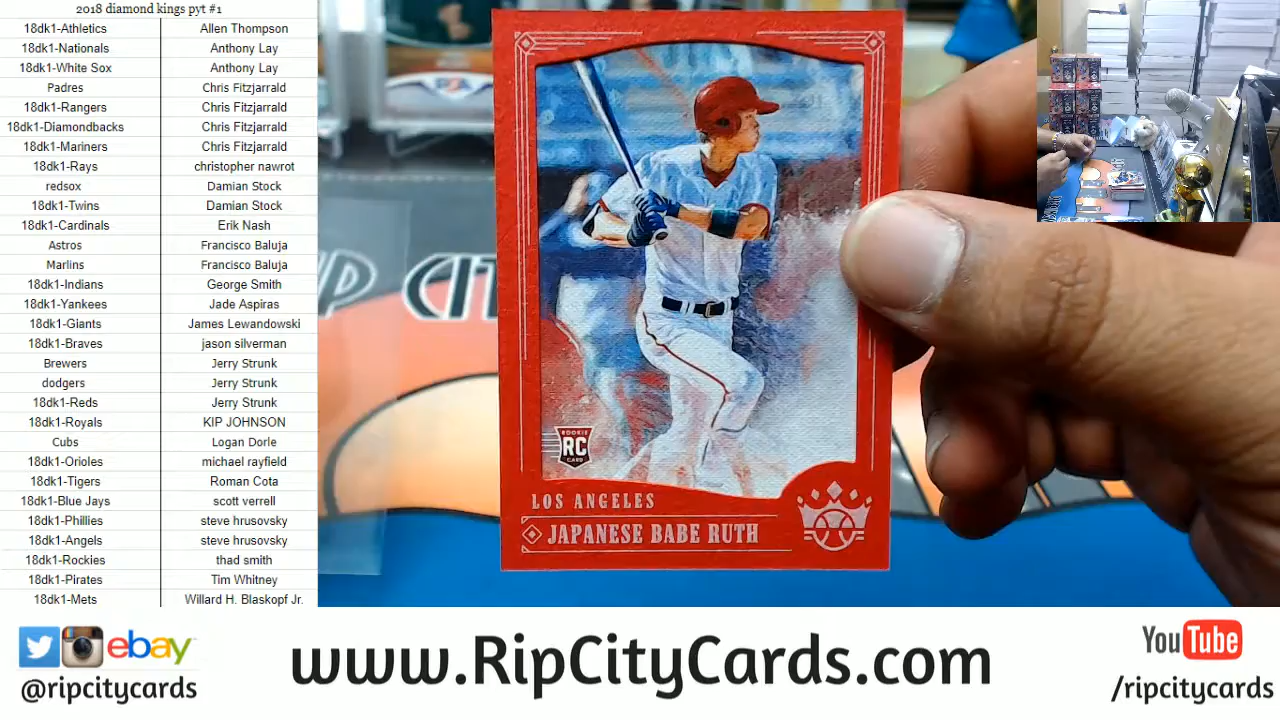 2018 diamond kings pyt #1
18dk1-Athletics Allen Thompson
18dk1-Nationals Anthony Lay
18dk1-White Sox Anthony Lay
Padres Chris Fitzjarrald
18dk1-Rangers Chris Fitzjarrald
18dk1-Diamondbacks Chris Fitzjarrald
18dk1-Mariners Chris Fitzjarrald
18dk1-Rays christopher nawrot
redsox Damian Stock
18dk1-Twins Damian Stock
18dk1-Cardinals Erik Nash
Astros Francisco Baluja
Marlins Francisco Baluja
18dk1-Indians George Smith
18dk1-Yankees Jade Aspiras
18dk1-Giants James Lewandowski
18dk1-Braves jason silverman
Brewers Jerry Strunk
dodgers Jerry Strunk
18dk1-Reds Jerry Strunk
18dk1-Royals KIP JOHNSON
Cubs Logan Dorle
18dk1-Orioles michael rayfield
18dk1-Tigers Roman Cota
18dk1-Blue Jays scott verrell
18dk1-Phillies steve hrusovsky
18dk1-Angels steve hrusovsky
18dk1-Rockies thad smith
18dk1-Pirates Tim Whitney
18dk1-Mets Willard H. Blaskopf Jr.
P CIT
ROOKIE
RC
CARD
LOS ANGELES
JAPANESE BABE RUTH
ebay
@ripcitycards
www.RipCityCards.com
YouTube
/ripcitycards